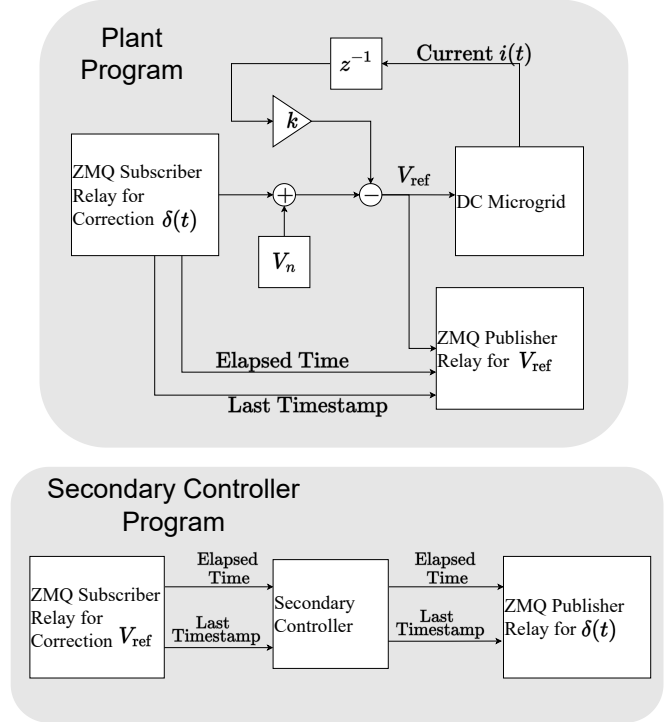 Plant
Program
Current i(t)
z⁻¹
k
ZMQ Subscriber
Relay for
Correction δ(t)
+
−
V_ref
DC Microgrid
V_n
ZMQ Publisher
Relay for V_ref
Elapsed Time
Last Timestamp
Secondary Controller
Program
ZMQ Subscriber
Relay for
Correction V_ref
Elapsed
Time
Last
Timestamp
Secondary
Controller
Elapsed
Time
Last
Timestamp
ZMQ Publisher
Relay for δ(t)